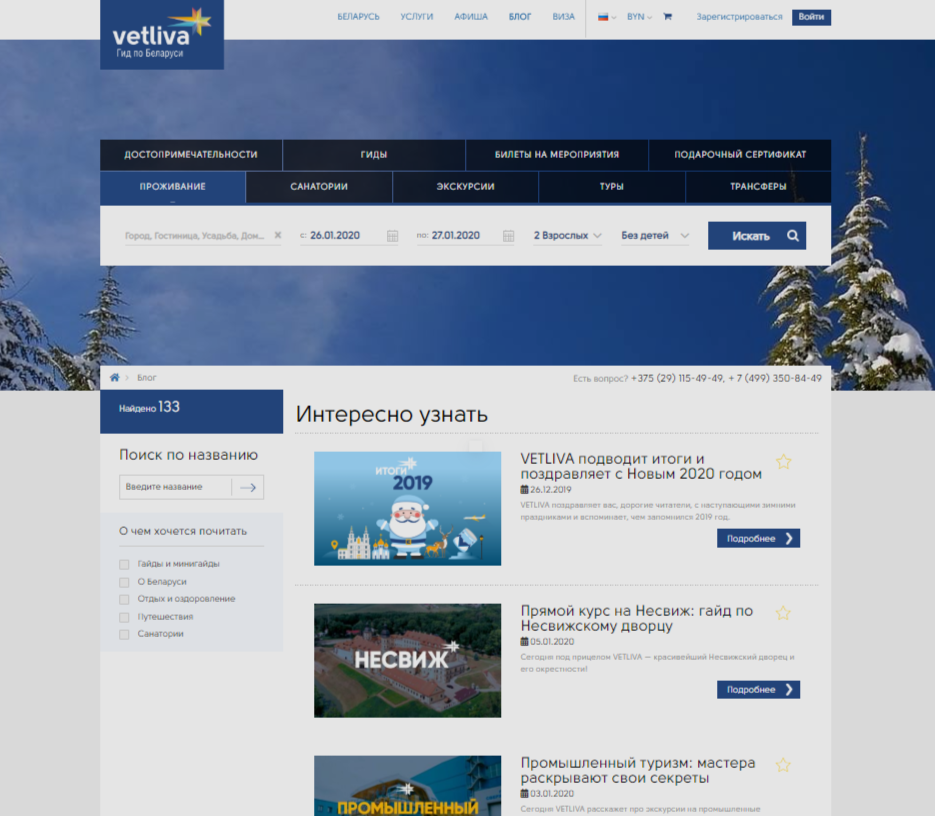 vetliva
Гид по Беларуси
БЕЛАРУСЬ УСЛУГИ АФИША БЛОГ ВИЗА BYN Зарегистрироваться Войти
ДОСТОПРИМЕЧАТЕЛЬНОСТИ ГИДЫ БИЛЕТЫ НА МЕРОПРИЯТИЯ ПОДАРОЧНЫЙ СЕРТИФИКАТ
ПРОЖИВАНИЕ САНАТОРИИ ЭКСКУРСИИ ТУРЫ ТРАНСФЕРЫ
Город, Гостиница, Усадьба, Дом... с: 26.01.2020 по: 27.01.2020 2 Взрослых Без детей Искать
Блог
Есть вопрос? +375 (29) 115-49-49, + 7 (499) 350-84-49
Найдено 133
Поиск по названию
Введите название
О чем хочется почитать
Гайды и минигайды
О Беларуси
Отдых и оздоровление
Путешествия
Санатории
Интересно узнать
ИТОГИ
2019
VETLIVA подводит итоги и
поздравляет с Новым 2020 годом
26.12.2019
VETLIVA поздравляет вас, дорогие читатели, с наступающими зимними
праздниками и вспоминает, чем запомнился 2019 год.
Подробнее
НЕСВИЖ
Прямой курс на Несвиж: гайд по
Несвижскому дворцу
05.01.2020
Сегодня под прицелом VETLIVA — красивейший Несвижский дворец и
его окрестности!
Подробнее
ПРОМЫШЛЕННЫЙ
Промышленный туризм: мастера
раскрывают свои секреты
03.01.2020
Сегодня VETLIVA расскажет про экскурсии на промышленные